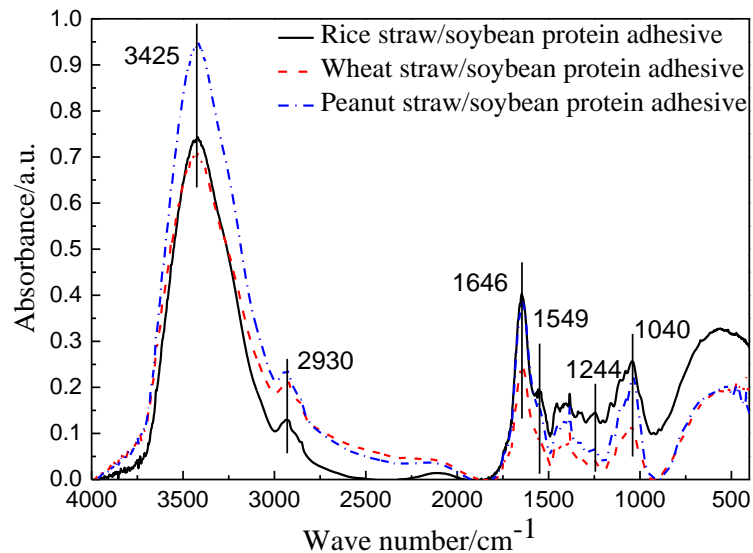 1.0
0.9
0.8
0.7
0.6
0.5
0.4
0.3
0.2
0.1
0.0
Absorbance/a.u.
3425
Rice straw/soybean protein adhesive
Wheat straw/soybean protein adhesive
Peanut straw/soybean protein adhesive
2930
1646
1549
1244
1040
4000 3500 3000 2500 2000 1500 1000 500
Wave number/cm⁻¹